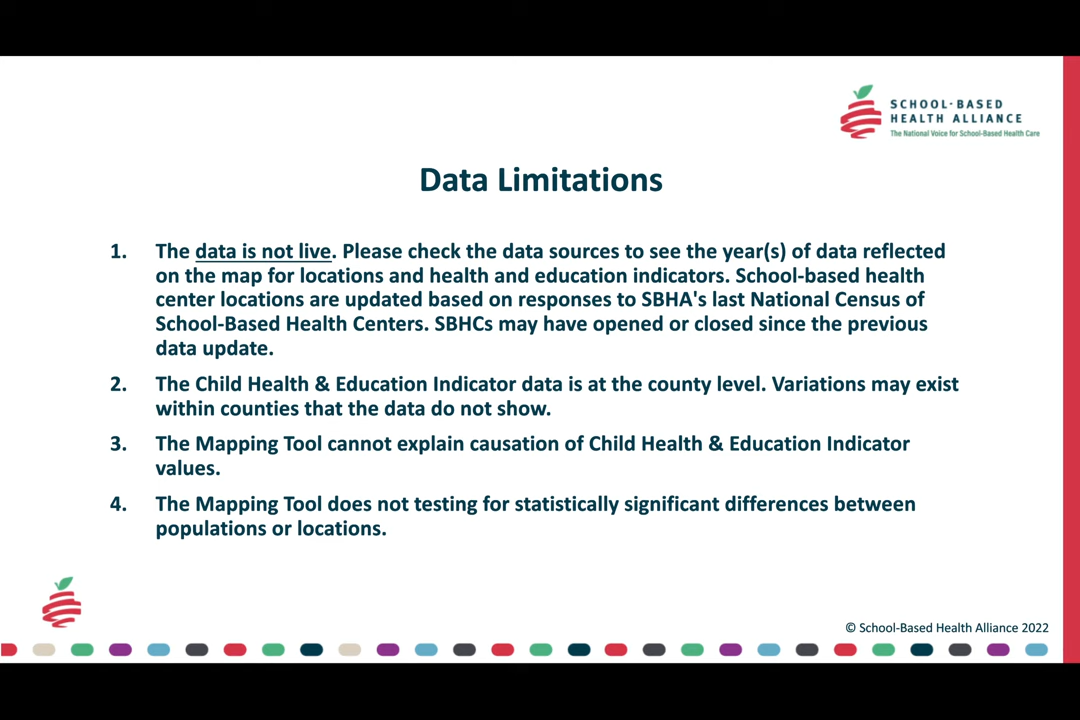 SCHOOL-BASED
HEALTH ALLIANCE
The National Voice for School-Based Health Care
Data Limitations
1. The data is not live. Please check the data sources to see the year(s) of data reflected
on the map for locations and health and education indicators. School-based health
center locations are updated based on responses to SBHA's last National Census of
School-Based Health Centers. SBHCs may have opened or closed since the previous
data update.
2. The Child Health & Education Indicator data is at the county level. Variations may exist
within counties that the data do not show.
3. The Mapping Tool cannot explain causation of Child Health & Education Indicator
values.
4. The Mapping Tool does not testing for statistically significant differences between
populations or locations.
© School-Based Health Alliance 2022